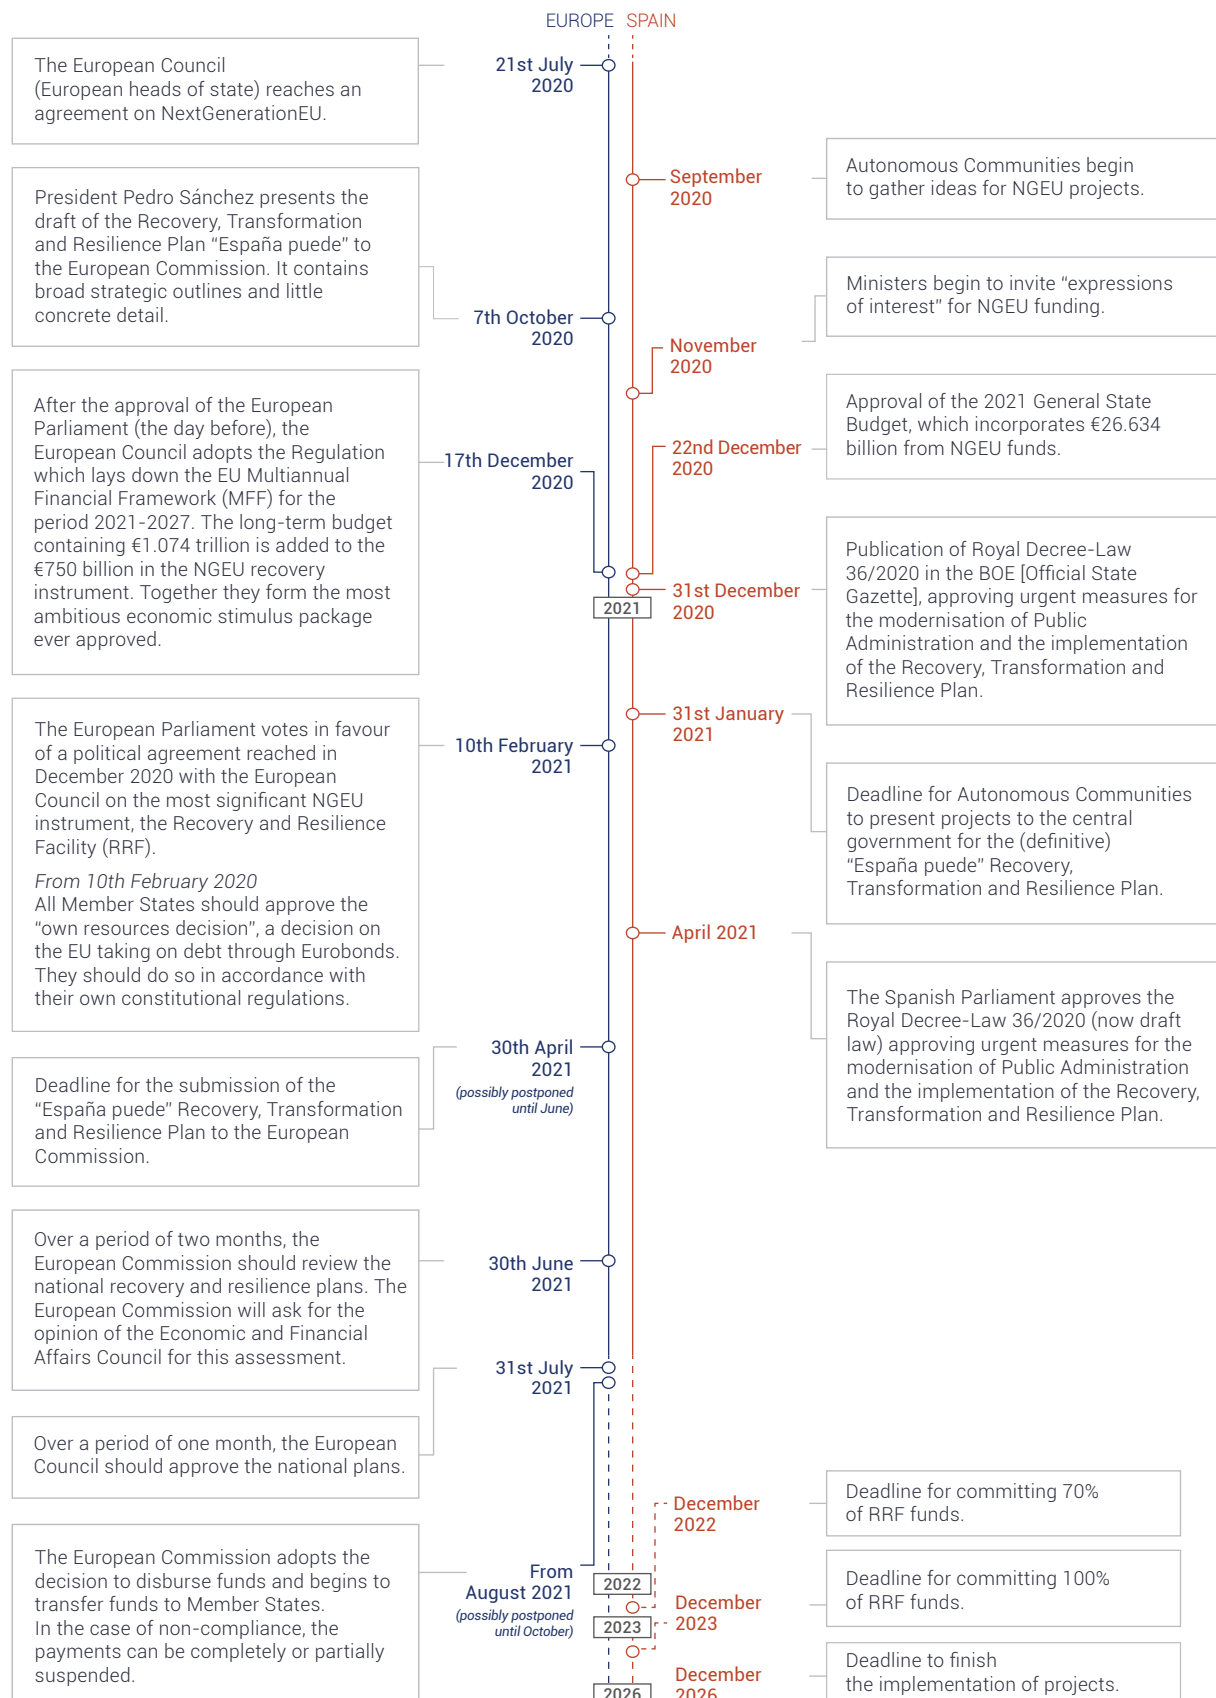 EUROPE SPAIN
The European Council
(European heads of state) reaches an
agreement on NextGenerationEU.
21st July
2020
September
2020
Autonomous Communities begin
to gather ideas for NGEU projects.
President Pedro Sánchez presents the
draft of the Recovery, Transformation
and Resilience Plan “España puede” to
the European Commission. It contains
broad strategic outlines and little
concrete detail.
7th October
2020
Ministers begin to invite “expressions
of interest” for NGEU funding.
November
2020
After the approval of the European
Parliament (the day before), the
European Council adopts the Regulation
which lays down the EU Multiannual
Financial Framework (MFF) for the
period 2021-2027. The long-term budget
containing €1.074 trillion is added to the
€750 billion in the NGEU recovery
instrument. Together they form the most
ambitious economic stimulus package
ever approved.
17th December
2020
22nd December
2020
Approval of the 2021 General State
Budget, which incorporates €26.634
billion from NGEU funds.
31st December
2020
2021
Publication of Royal Decree-Law
36/2020 in the BOE [Official State
Gazette], approving urgent measures for
the modernisation of Public
Administration and the implementation
of the Recovery, Transformation and
Resilience Plan.
31st January
2021
Deadline for Autonomous Communities
to present projects to the central
government for the (definitive)
“España puede” Recovery,
Transformation and Resilience Plan.
The European Parliament votes in favour
of a political agreement reached in
December 2020 with the European
Council on the most significant NGEU
instrument, the Recovery and Resilience
Facility (RRF).
From 10th February 2020
All Member States should approve the
“own resources decision”, a decision on
the EU taking on debt through Eurobonds.
They should do so in accordance with
their own constitutional regulations.
10th February
2021
April 2021
The Spanish Parliament approves the
Royal Decree-Law 36/2020 (now draft
law) approving urgent measures for the
modernisation of Public Administration
and the implementation of the Recovery,
Transformation and Resilience Plan.
30th April
2021
(possibly postponed
until June)
Deadline for the submission of the
“España puede” Recovery, Transformation
and Resilience Plan to the European
Commission.
Over a period of two months, the
European Commission should review the
national recovery and resilience plans. The
European Commission will ask for the
opinion of the Economic and Financial
Affairs Council for this assessment.
30th June
2021
31st July
2021
Over a period of one month, the European
Council should approve the national plans.
December
2022
Deadline for committing 70%
of RRF funds.
The European Commission adopts the
decision to disburse funds and begins to
transfer funds to Member States.
In the case of non-compliance, the
payments can be completely or partially
suspended.
From
August 2021
(possibly postponed
until October)
2022
December
2023
Deadline for committing 100%
of RRF funds.
2023
December
2026
Deadline to finish
the implementation of projects.
2026